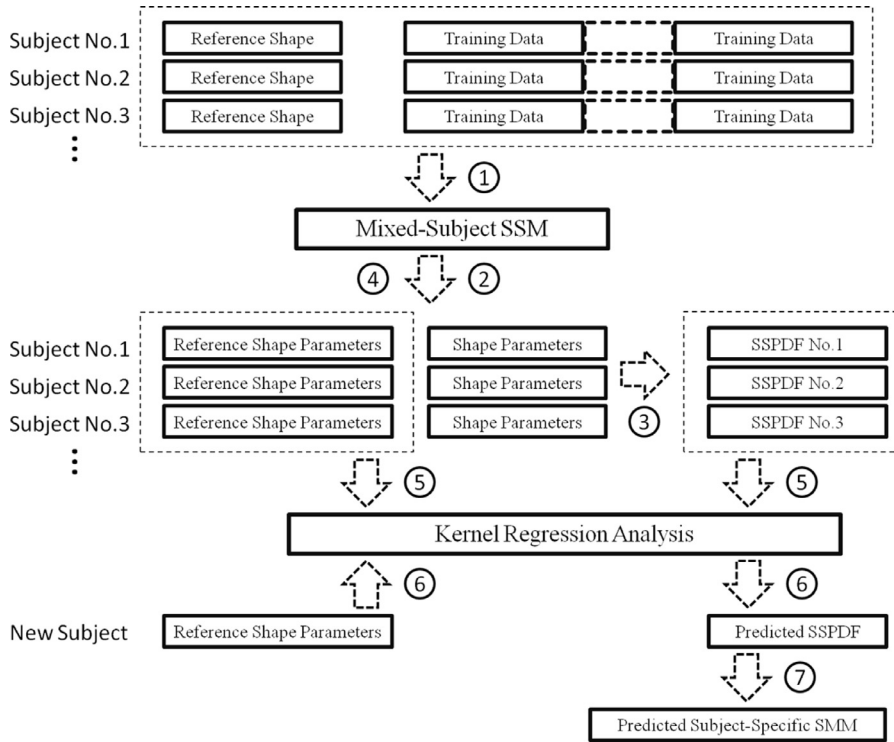 Subject No.1 Reference Shape Training Data Training Data
Subject No.2 Reference Shape Training Data Training Data
Subject No.3 Reference Shape Training Data Training Data
⋮
①
Mixed-Subject SSM
④ ②
Subject No.1 Reference Shape Parameters Shape Parameters SSPDF No.1
Subject No.2 Reference Shape Parameters Shape Parameters SSPDF No.2
Subject No.3 Reference Shape Parameters Shape Parameters ③ SSPDF No.3
⋮
⑤ ⑤
Kernel Regression Analysis
⑥ ⑥
New Subject Reference Shape Parameters Predicted SSPDF
⑦
Predicted Subject-Specific SMM